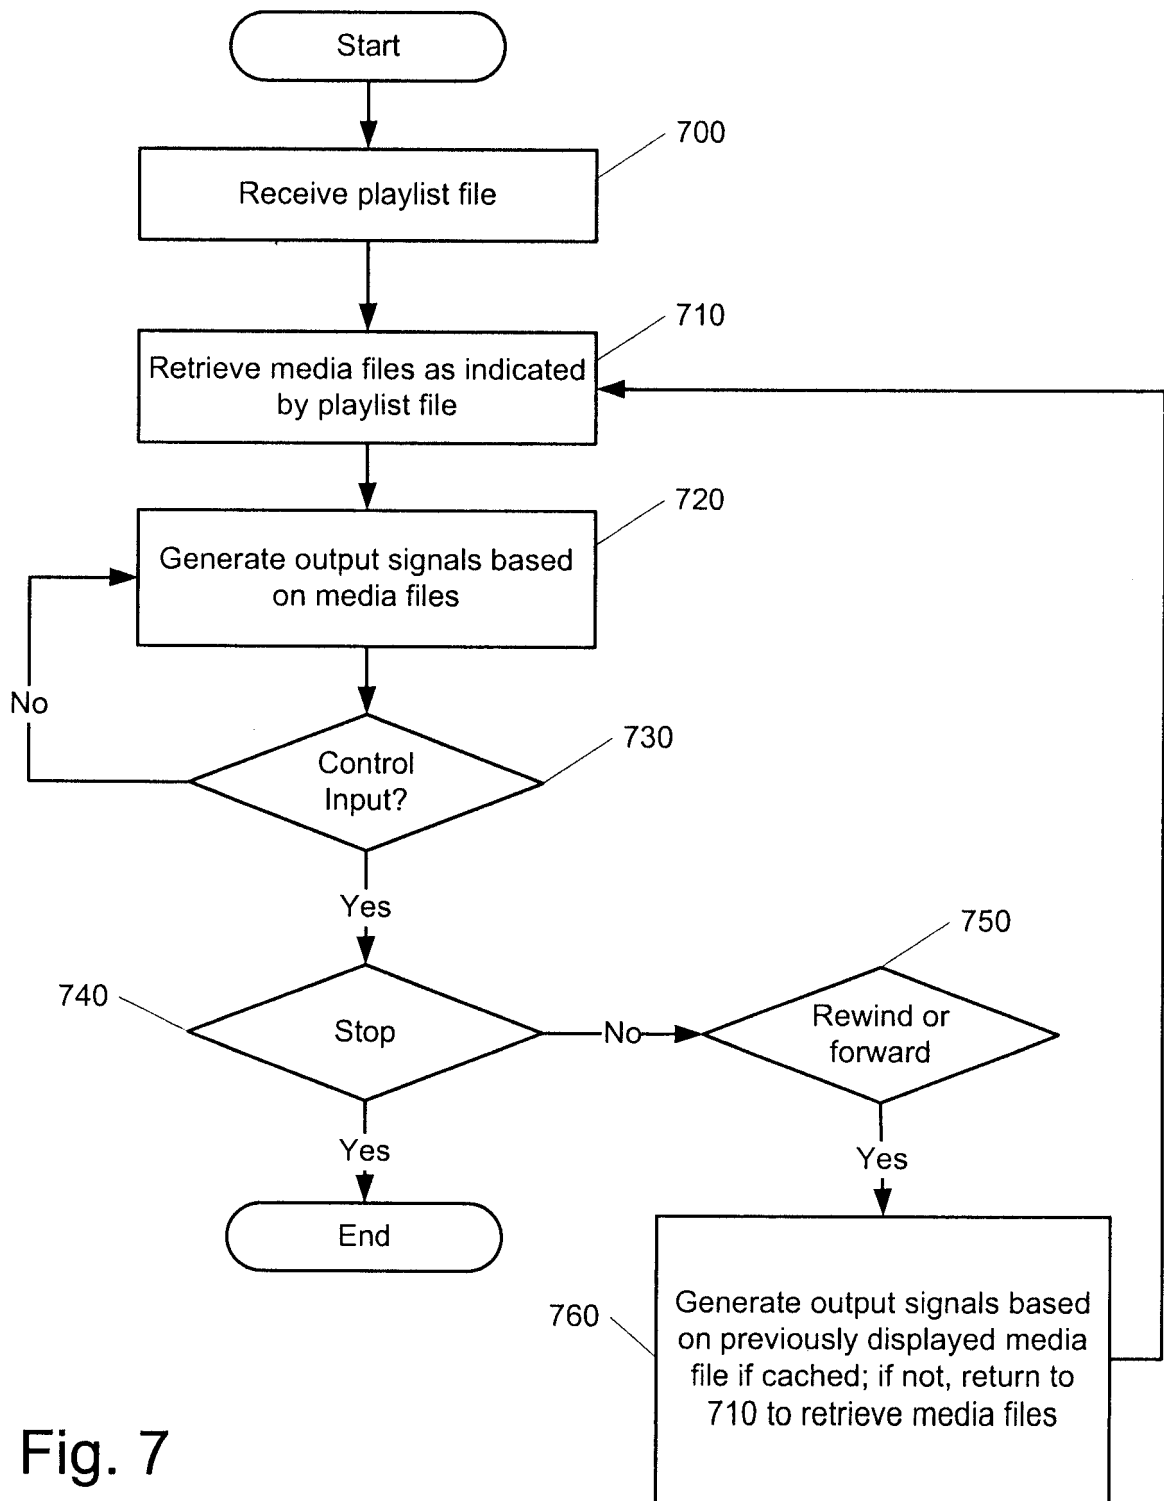 Start
700
Receive playlist file
710
Retrieve media files as indicated
by playlist file
720
Generate output signals based
on media files
No
730
Control
Input?
Yes
750
740
Stop
No
Rewind or
forward
Yes
Yes
End
760
Generate output signals based
on previously displayed media
file if cached; if not, return to
710 to retrieve media files
Fig. 7